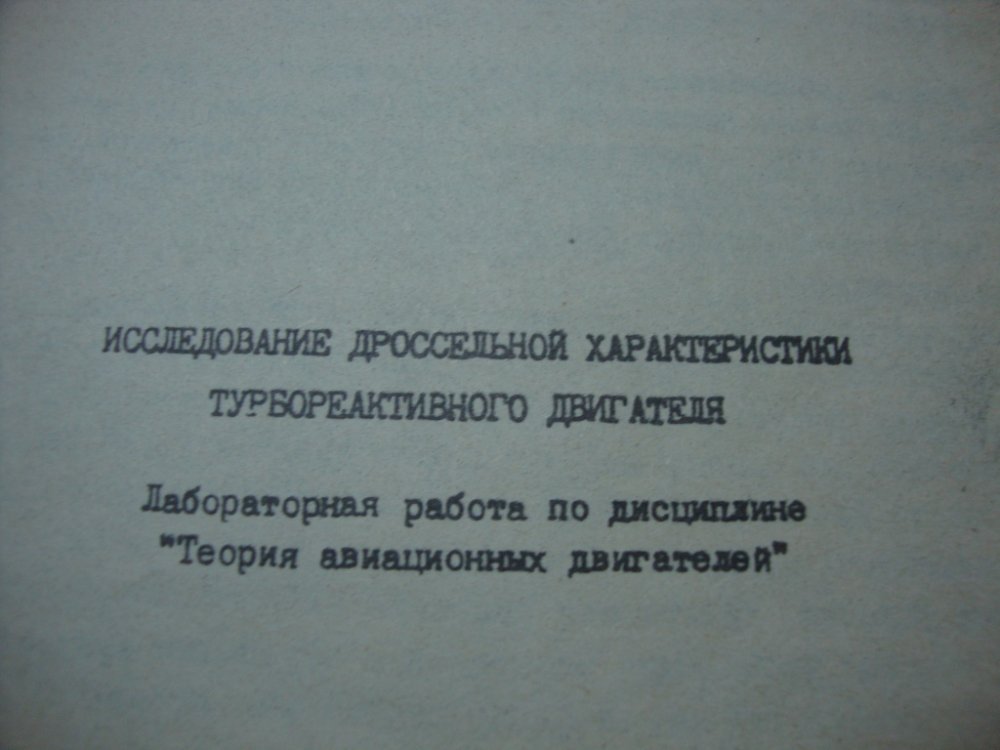 ИССЛЕДОВАНИЕ ДРОССЕЛЬНОЙ ХАРАКТЕРИСТИКИ
ТУРБОРЕАКТИВНОГО ДВИГАТЕЛЯ
Лабораторная работа по дисциплине
"Теория авиационных двигателей"